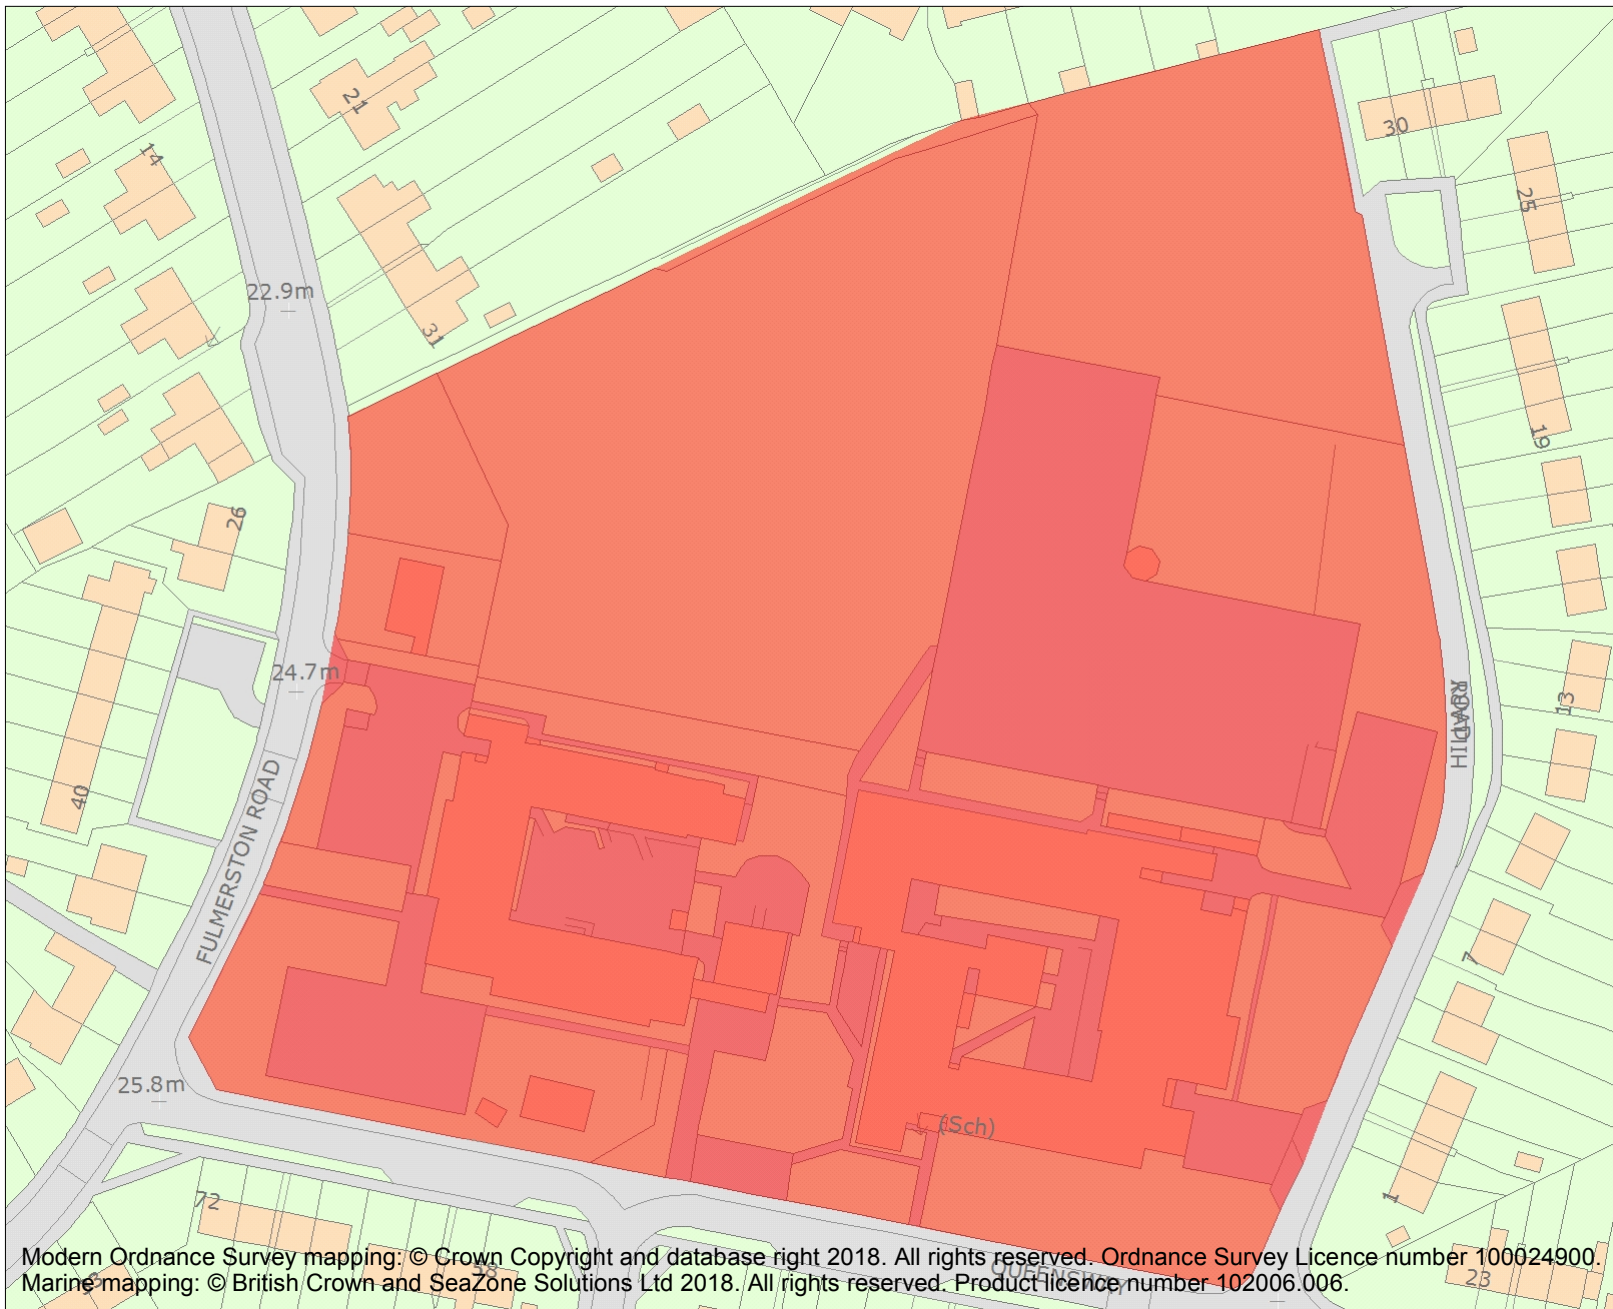 21
14
30
25
22.9m
31
19
26
24.7m
13
40
FULMERSTON ROAD
7
25.8m
(Sch)
1
72
Modern Ordnance Survey mapping: © Crown Copyright and database right 2018. All rights reserved. Ordnance Survey Licence number 100024900.
58
23
Marine mapping: © British Crown and SeaZone Solutions Ltd 2018. All rights reserved. Product licence number 102006.006.